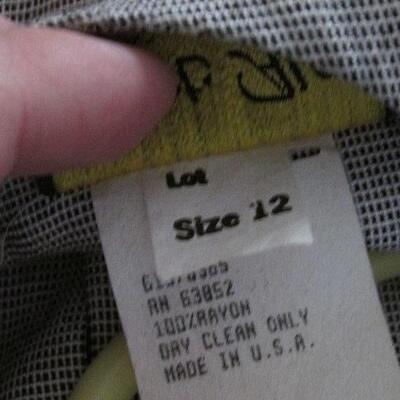 Lot
Size 12
RN 63852
100%RAYON
DRY CLEAN ONLY
MADE IN U.S.A.